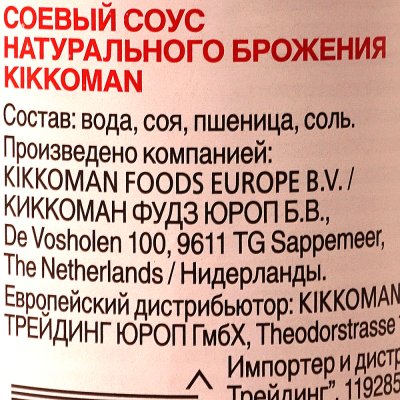 СОЕВЫЙ СОУС
НАТУРАЛЬНОГО БРОЖЕНИЯ
KIKKOMAN
Состав: вода, соя, пшеница, соль.
Произведено компанией:
KIKKOMAN FOODS EUROPE B.V. /
КИККОМАН ФУДЗ ЮРОП Б.В.,
De Vosholen 100, 9611 TG Sappemeer,
The Netherlands / Нидерланды.
Европейский дистрибьютор: KIKKOMAN
ТРЕЙДИНГ ЮРОП ГмбХ, Theodorstrasse
Импортер и дистр
Трейдинг", 119285